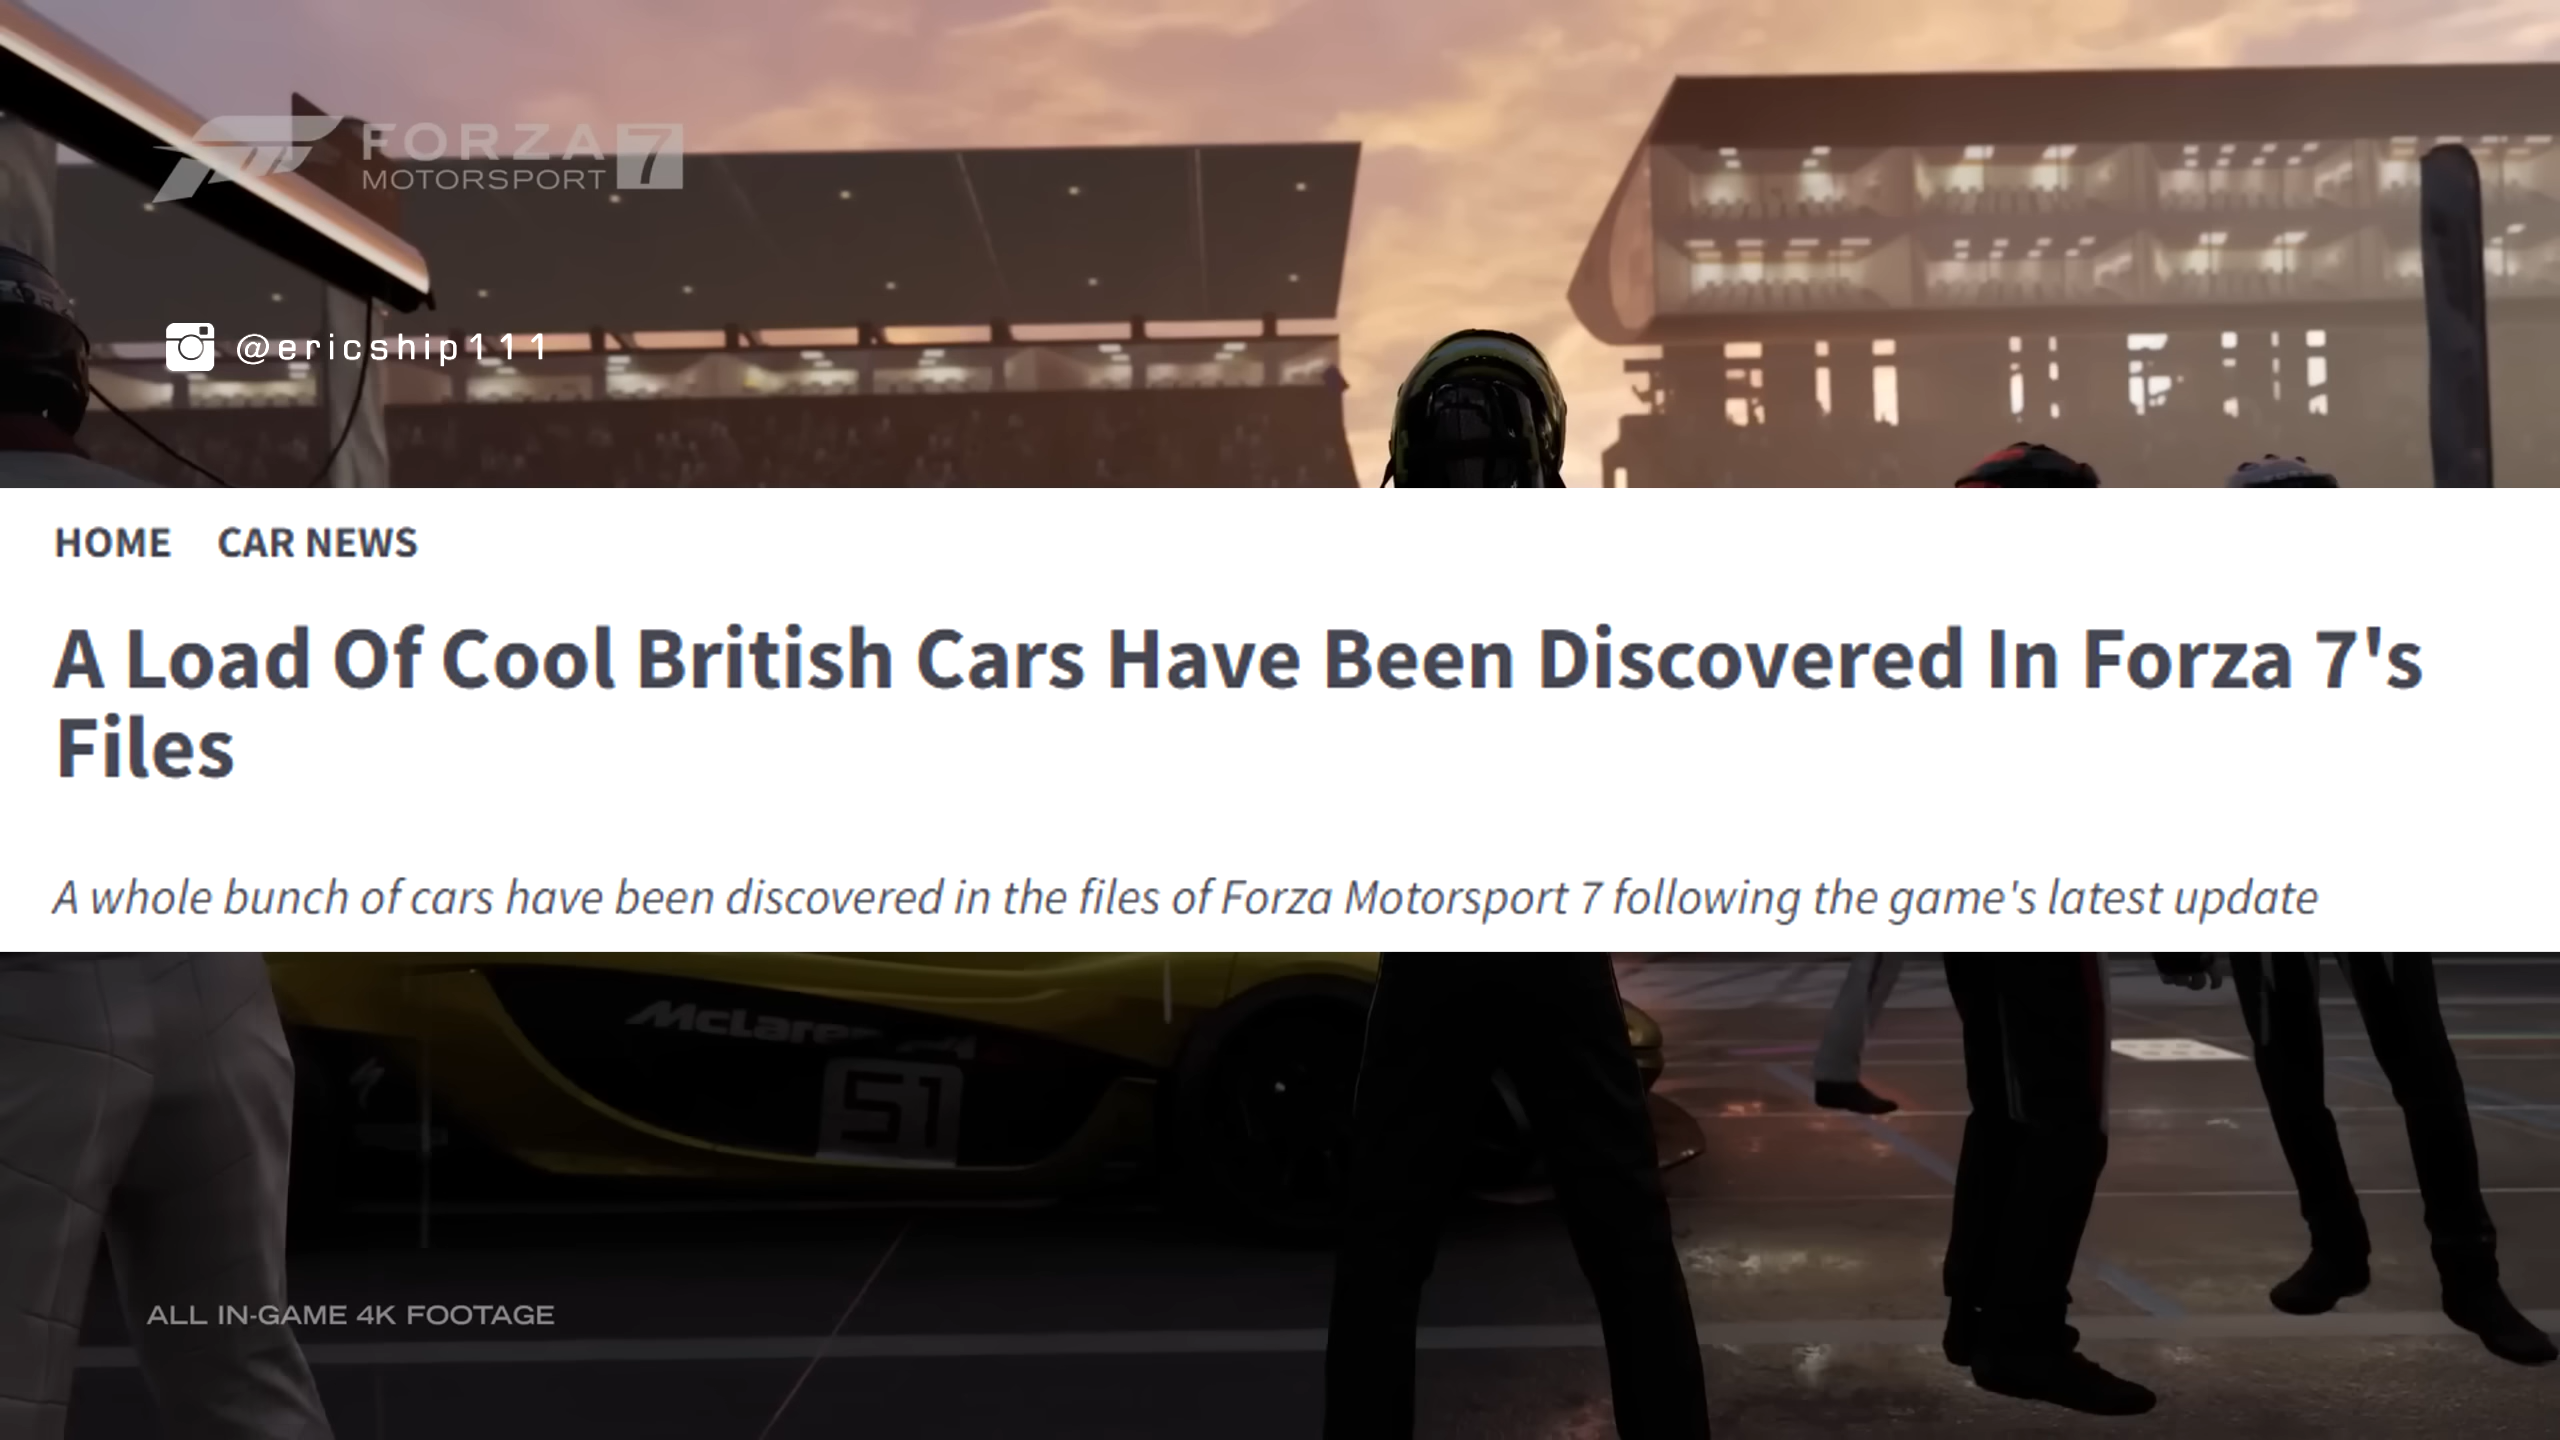 FORZA
MOTORSPORT 7
@ericship111
HOME CAR NEWS
A Load Of Cool British Cars Have Been Discovered In Forza 7's
Files
A whole bunch of cars have been discovered in the files of Forza Motorsport 7 following the game's latest update
McLaren
51
ALL IN-GAME 4K FOOTAGE